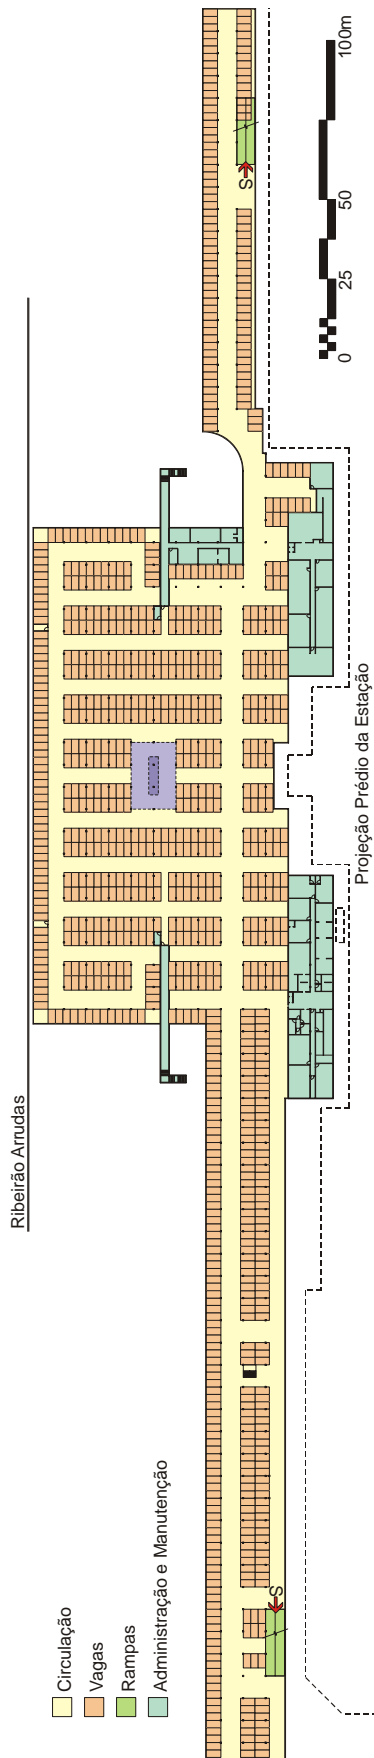 Ribeirão Arrudas
Circulação
Vagas
Rampas
Administração e Manutenção
S
S
Projeção Prédio da Estação
0
25
50
100m